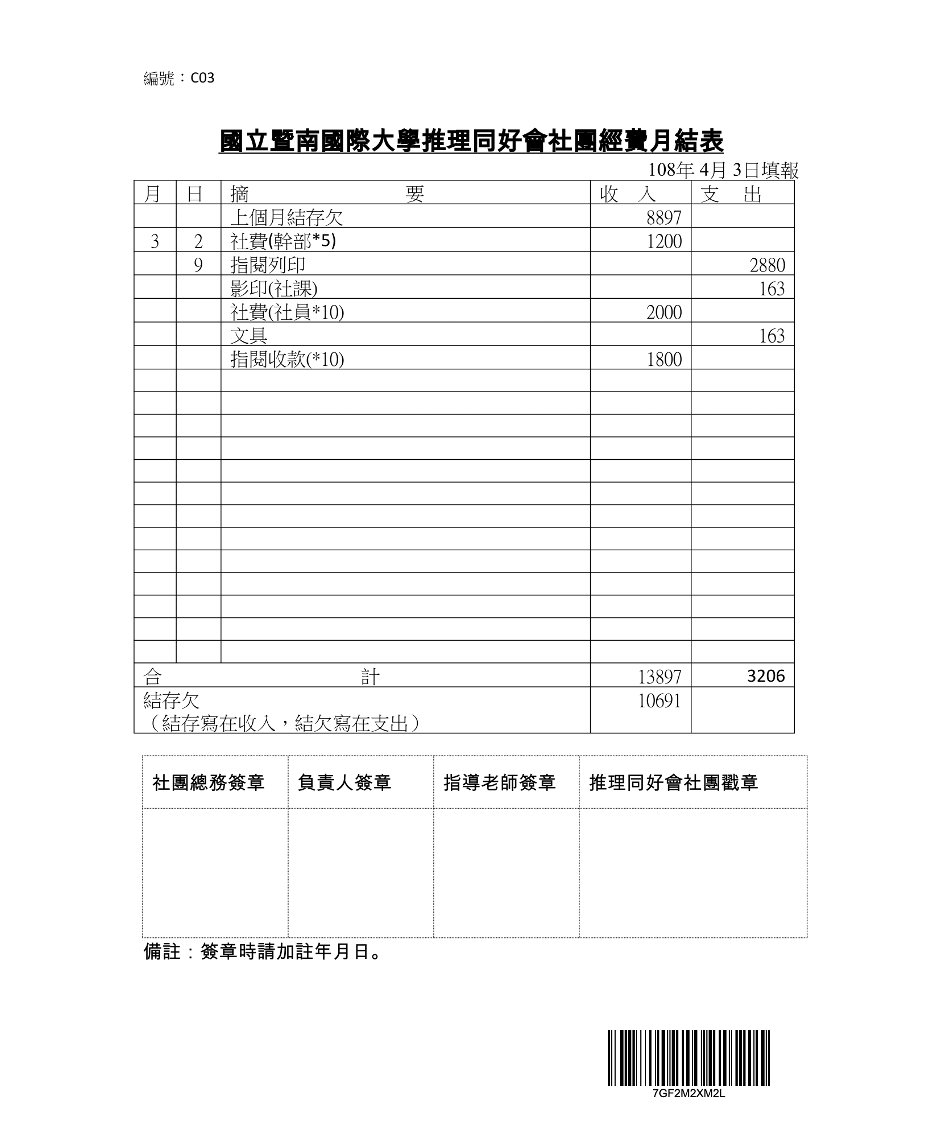 編號：C03
國立暨南國際大學推理同好會社團經費月結表
108年 4月 3日填報
月 日 摘 要 收 入 支 出
上個月結存欠 8897
3 2 社費(幹部*5) 1200
9 指閱列印 2880
影印(社課) 163
社費(社員*10) 2000
文具 163
指閱收款(*10) 1800
合 計 13897 3206
結存欠 10691
（結存寫在收入，結欠寫在支出）
社團總務簽章 負責人簽章 指導老師簽章 推理同好會社團戳章
備註：簽章時請加註年月日。
7GF2M2XM2L